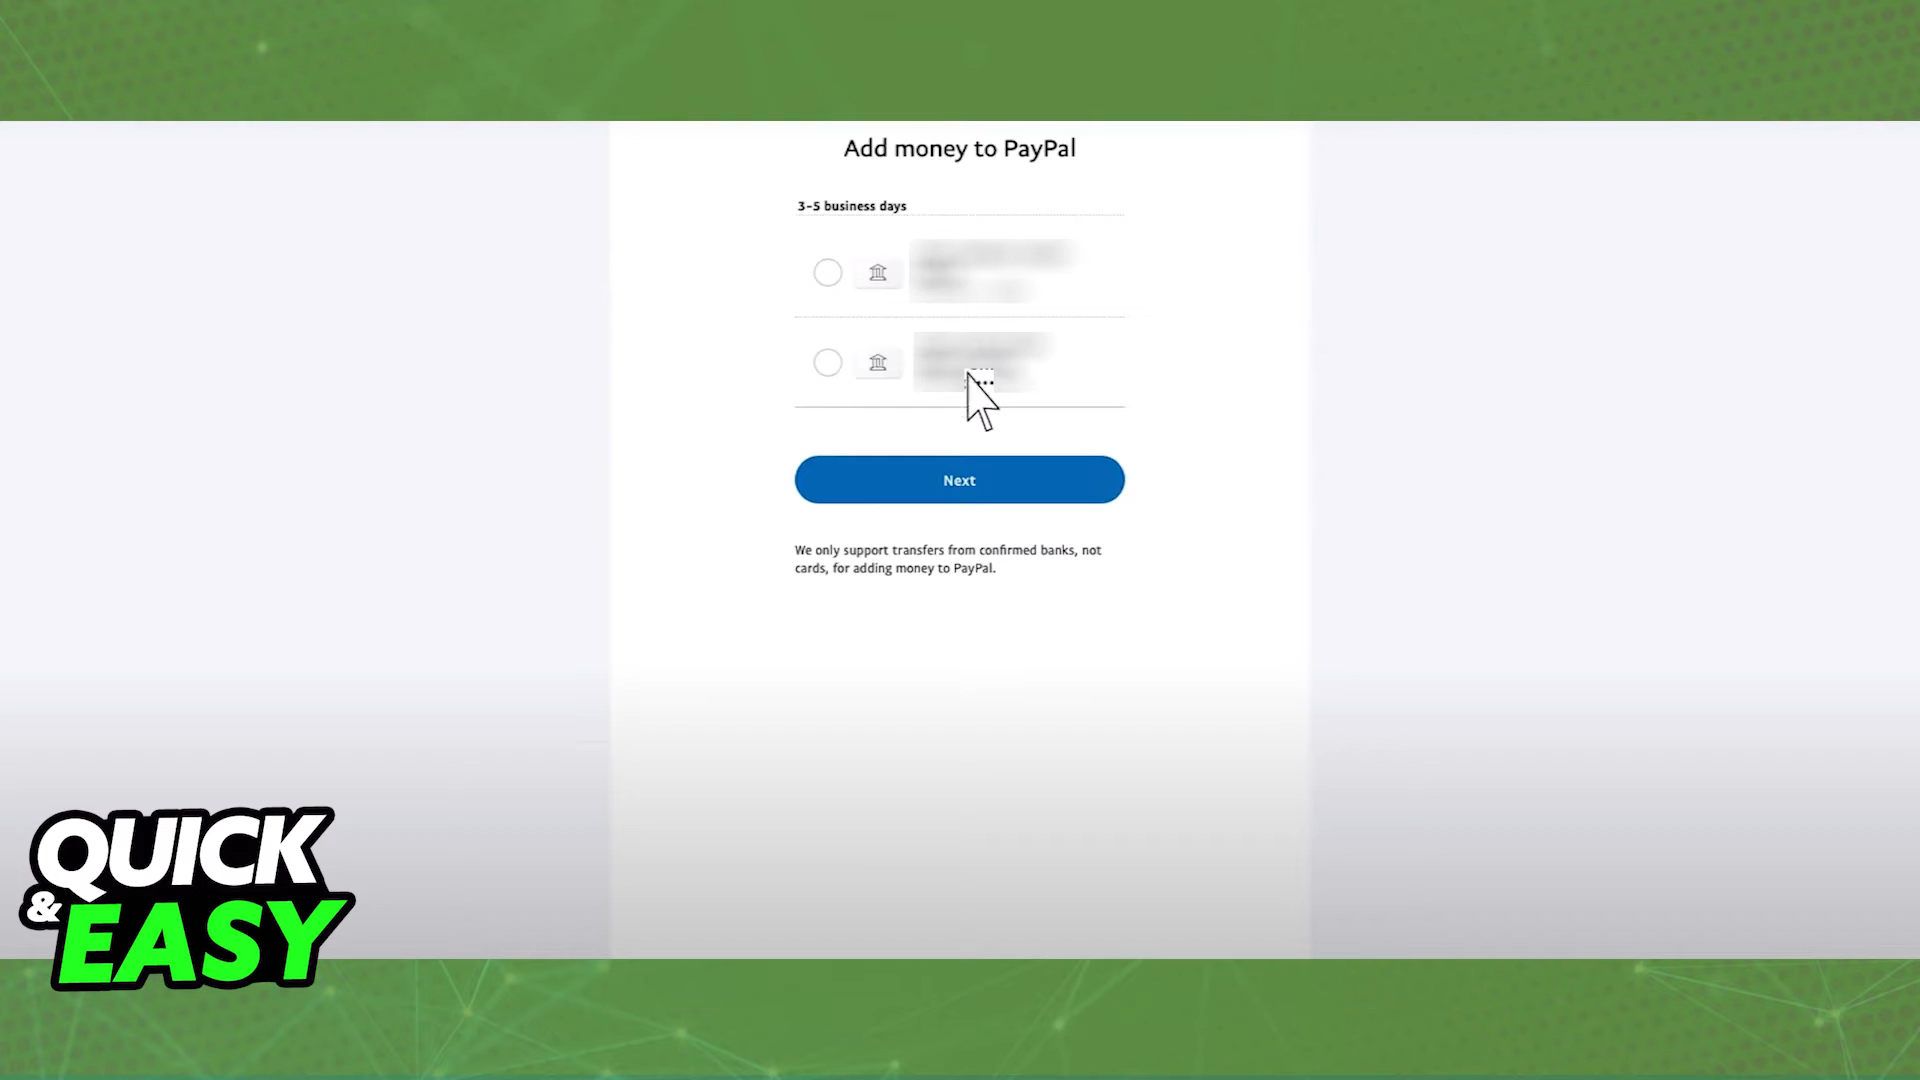 Add money to PayPal
3-5 business days
Next
We only support transfers from confirmed banks, not
cards, for adding money to PayPal.
QUICK
& EASY